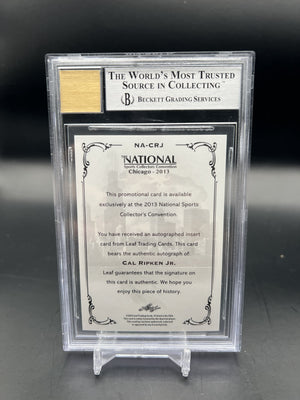 THE WORLD'S MOST TRUSTED
SOURCE IN COLLECTING
BECKETT GRADING SERVICES
NA-CRJ
THE NATIONAL
Sports Collectors Convention
Chicago - 2013
This promotional card is available
exclusively at the 2013 National Sports
Collector's Convention.
You have received an autographed insert
card from Leaf Trading Cards. This card
bears the authentic autograph of
CAL RIPKEN JR.
Leaf guarantees that the signature on
this card is authentic. We hope you
enjoy this piece of history.
Leaf